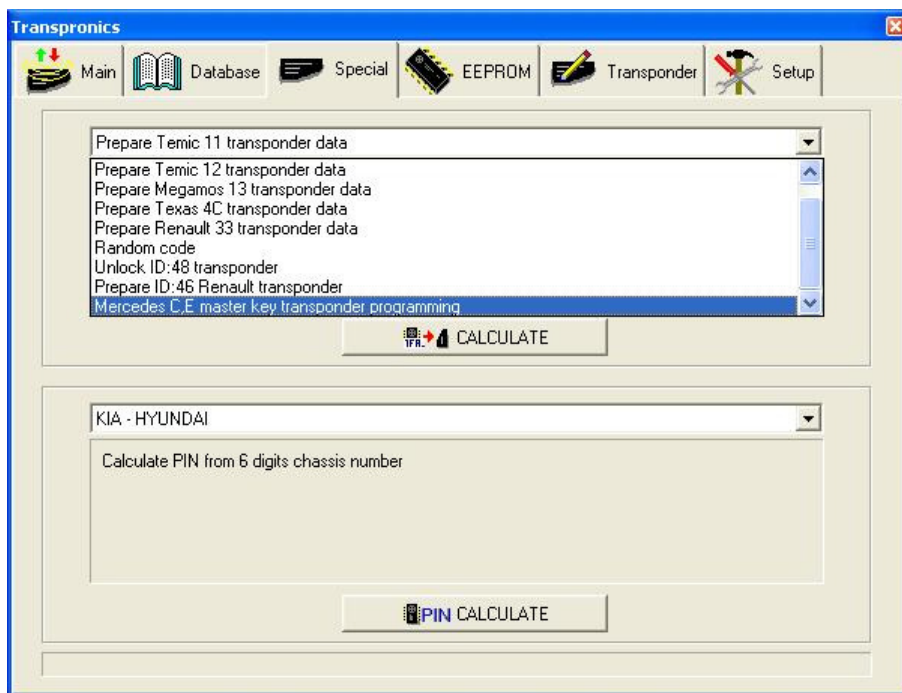 Transpronics
Main Database Special EEPROM Transponder Setup
Prepare Temic 11 transponder data
Prepare Temic 12 transponder data
Prepare Megamos 13 transponder data
Prepare Texas 4C transponder data
Prepare Renault 33 transponder data
Random code
Unlock ID:48 transponder
Prepare ID:46 Renault transponder
Mercedes C,E master key transponder programming
CALCULATE
KIA - HYUNDAI
Calculate PIN from 6 digits chassis number
PIN CALCULATE